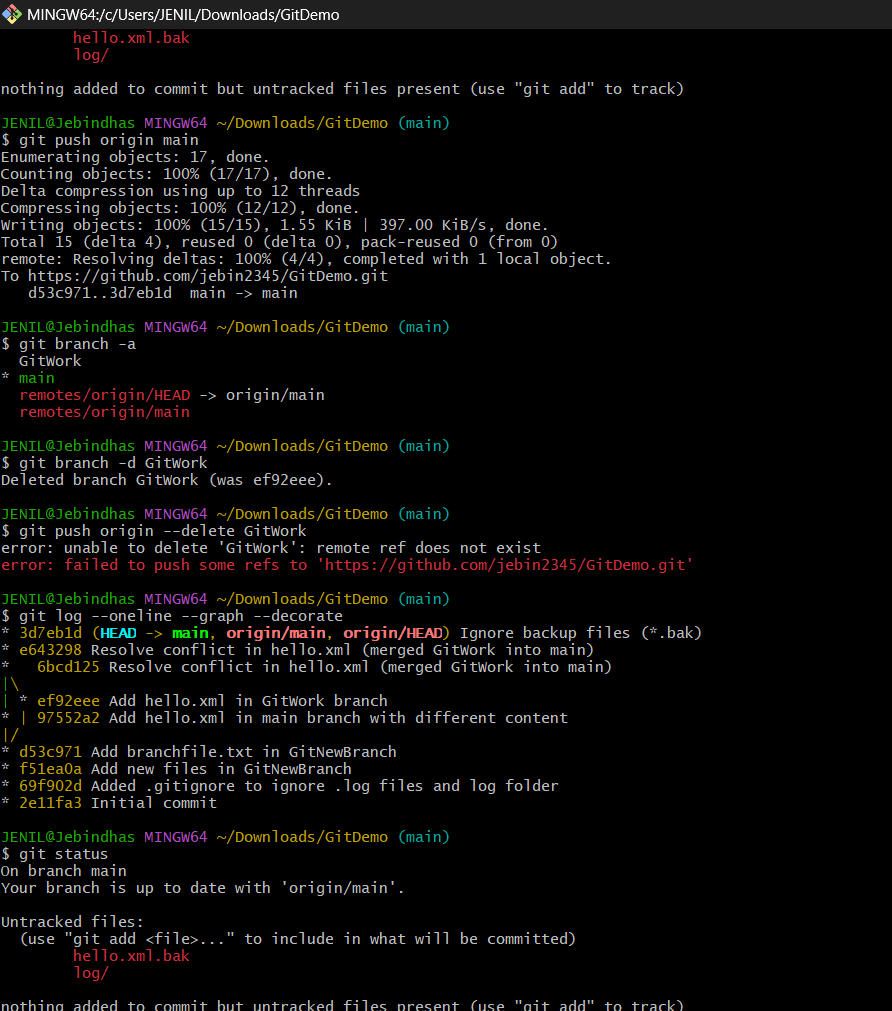 MINGW64:/c/Users/JENIL/Downloads/GitDemo
hello.xml.bak
log/
nothing added to commit but untracked files present (use "git add" to track)
JENIL@Jebindhas MINGW64 ~/Downloads/GitDemo (main)
$ git push origin main
Enumerating objects: 17, done.
Counting objects: 100% (17/17), done.
Delta compression using up to 12 threads
Compressing objects: 100% (12/12), done.
Writing objects: 100% (15/15), 1.55 KiB | 397.00 KiB/s, done.
Total 15 (delta 4), reused 0 (delta 0), pack-reused 0 (from 0)
remote: Resolving deltas: 100% (4/4), completed with 1 local object.
To https://github.com/jebin2345/GitDemo.git
   d53c971..3d7eb1d  main -> main
JENIL@Jebindhas MINGW64 ~/Downloads/GitDemo (main)
$ git branch -a
  GitWork
* main
  remotes/origin/HEAD -> origin/main
  remotes/origin/main
JENIL@Jebindhas MINGW64 ~/Downloads/GitDemo (main)
$ git branch -d GitWork
Deleted branch GitWork (was ef92eee).
JENIL@Jebindhas MINGW64 ~/Downloads/GitDemo (main)
$ git push origin --delete GitWork
error: unable to delete 'GitWork': remote ref does not exist
error: failed to push some refs to 'https://github.com/jebin2345/GitDemo.git'
JENIL@Jebindhas MINGW64 ~/Downloads/GitDemo (main)
$ git log --oneline --graph --decorate
* 3d7eb1d (HEAD -> main, origin/main, origin/HEAD) Ignore backup files (*.bak)
* e643298 Resolve conflict in hello.xml (merged GitWork into main)
*   6bcd125 Resolve conflict in hello.xml (merged GitWork into main)
|\
| * ef92eee Add hello.xml in GitWork branch
* | 97552a2 Add hello.xml in main branch with different content
|/
* d53c971 Add branchfile.txt in GitNewBranch
* f51ea0a Add new files in GitNewBranch
* 69f902d Added .gitignore to ignore .log files and log folder
* 2e11fa3 Initial commit
JENIL@Jebindhas MINGW64 ~/Downloads/GitDemo (main)
$ git status
On branch main
Your branch is up to date with 'origin/main'.
Untracked files:
  (use "git add <file>..." to include in what will be committed)
hello.xml.bak
log/
nothing added to commit but untracked files present (use "git add" to track)